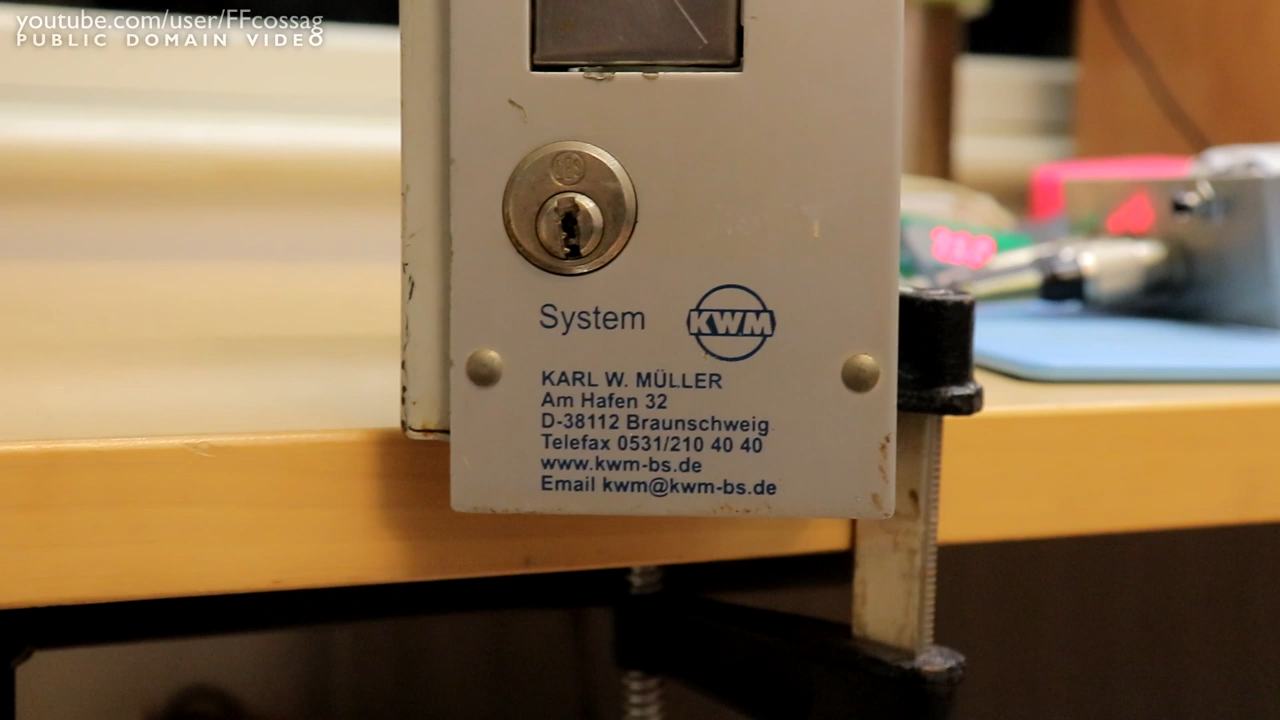 youtube.com/user/FFcossag
PUBLIC DOMAIN VIDEO
System KWM
KARL W. MÜLLER
Am Hafen 32
D-38112 Braunschweig
Telefax 0531/210 40 40
www.kwm-bs.de
Email kwm@kwm-bs.de